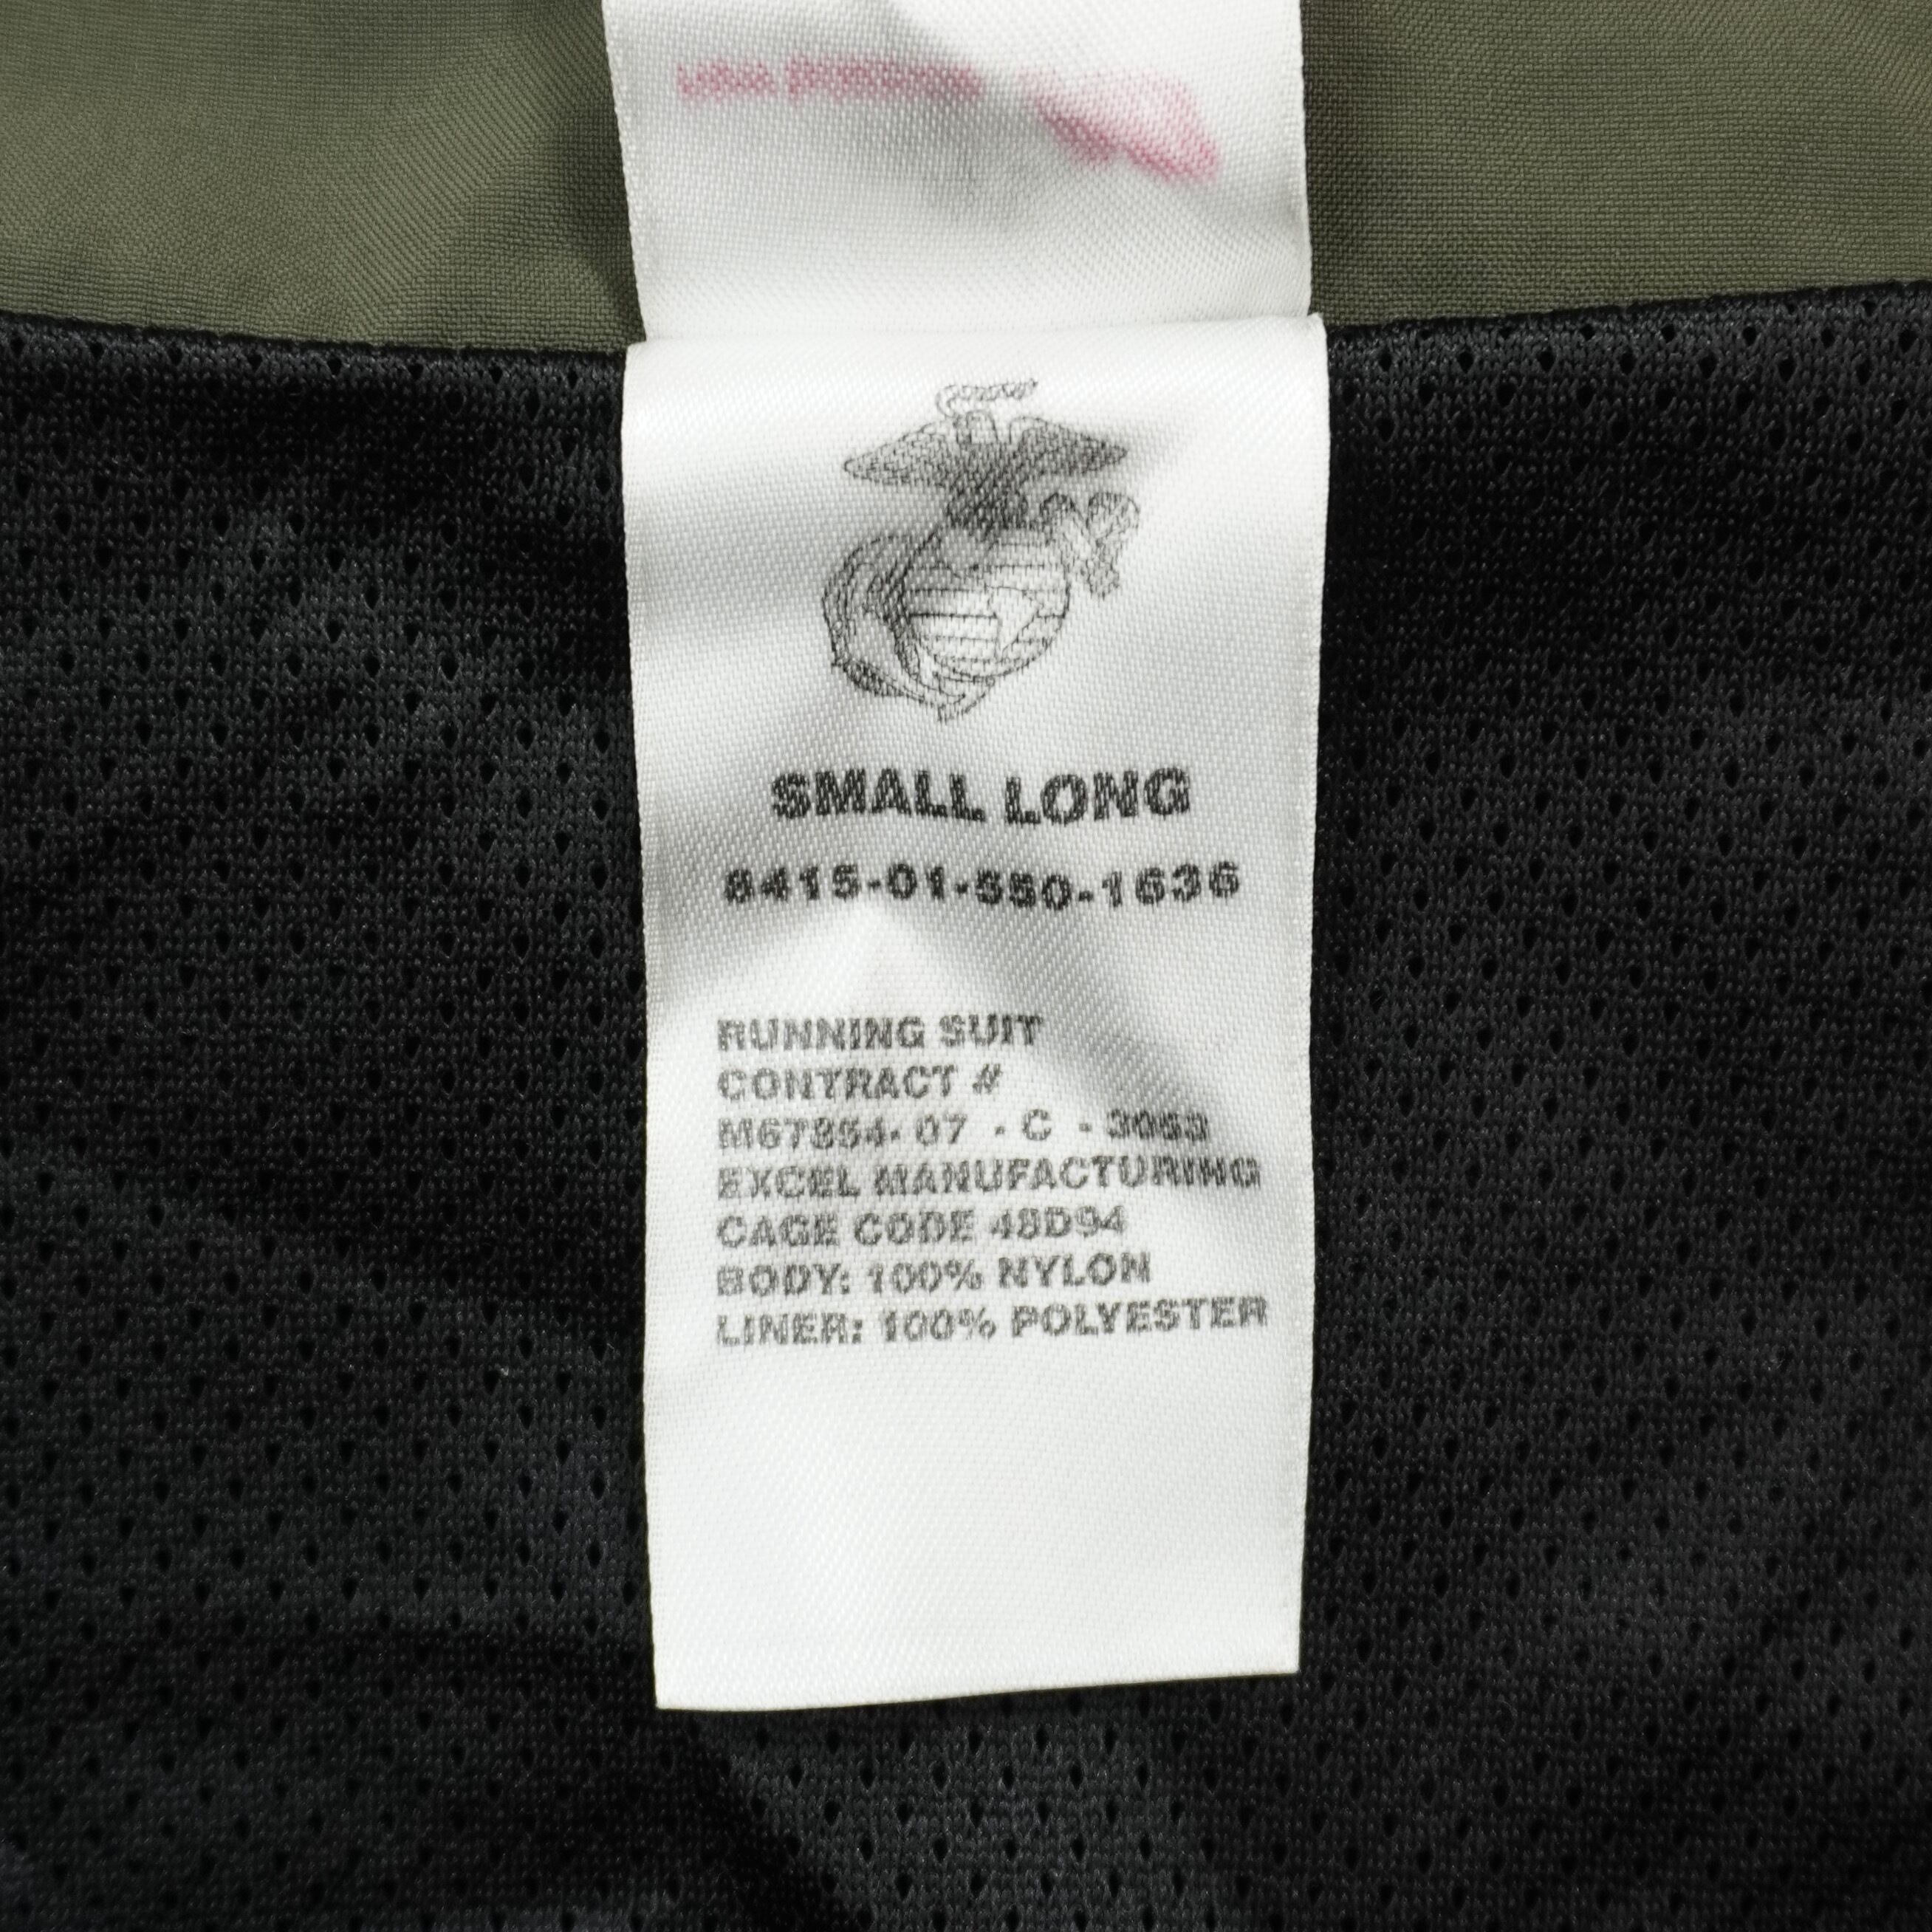 SMALL LONG
8415-01-550-1636
RUNNING SUIT
CONTRACT #
M67854- 07 - C - 3053
EXCEL MANUFACTURING
CAGE CODE 48D94
BODY: 100% NYLON
LINER: 100% POLYESTER